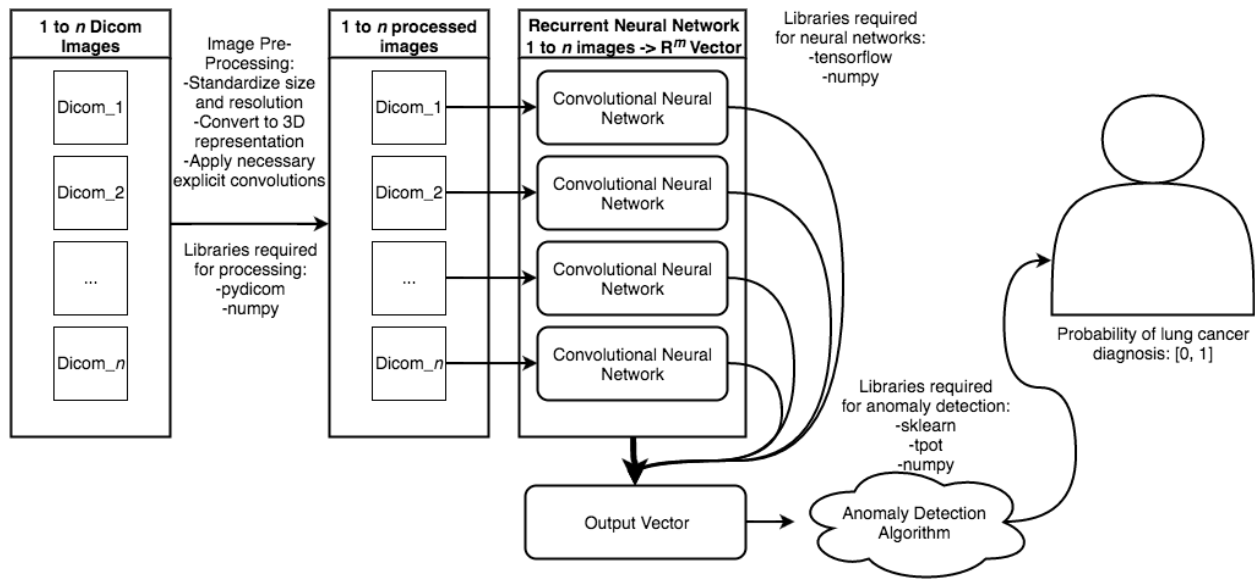 1 to n Dicom
Images
Dicom_1
Dicom_2
...
Dicom_n
Image Pre-
Processing:
-Standardize size
and resolution
-Convert to 3D
representation
-Apply necessary
explicit convolutions
Libraries required
for processing:
-pydicom
-numpy
1 to n processed
images
Dicom_1
Dicom_2
...
Dicom_n
Recurrent Neural Network
1 to n images -> R^m Vector
Convolutional Neural
Network
Convolutional Neural
Network
Convolutional Neural
Network
Convolutional Neural
Network
Libraries required
for neural networks:
-tensorflow
-numpy
Output Vector
Libraries required
for anomaly detection:
-sklearn
-tpot
-numpy
Anomaly Detection
Algorithm
Probability of lung cancer
diagnosis: [0, 1]